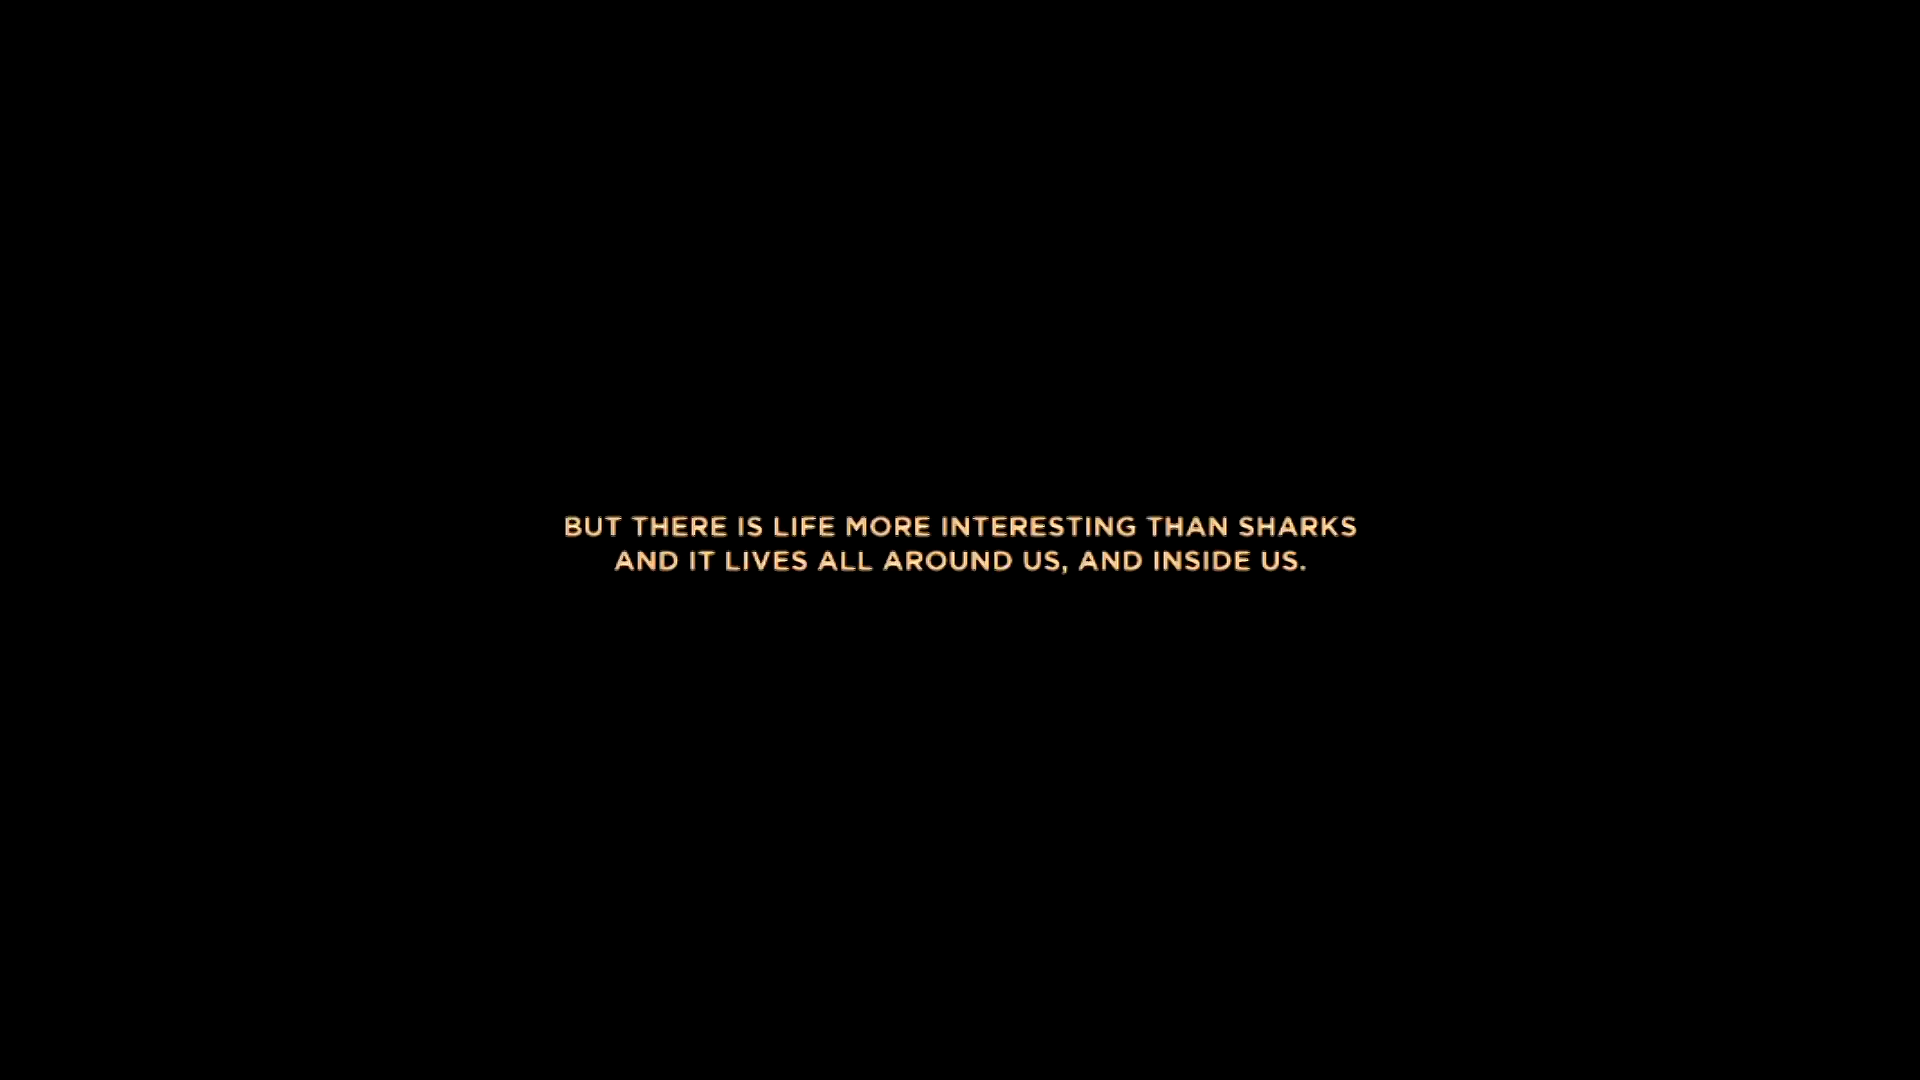 BUT THERE IS LIFE MORE INTERESTING THAN SHARKS
AND IT LIVES ALL AROUND US, AND INSIDE US.